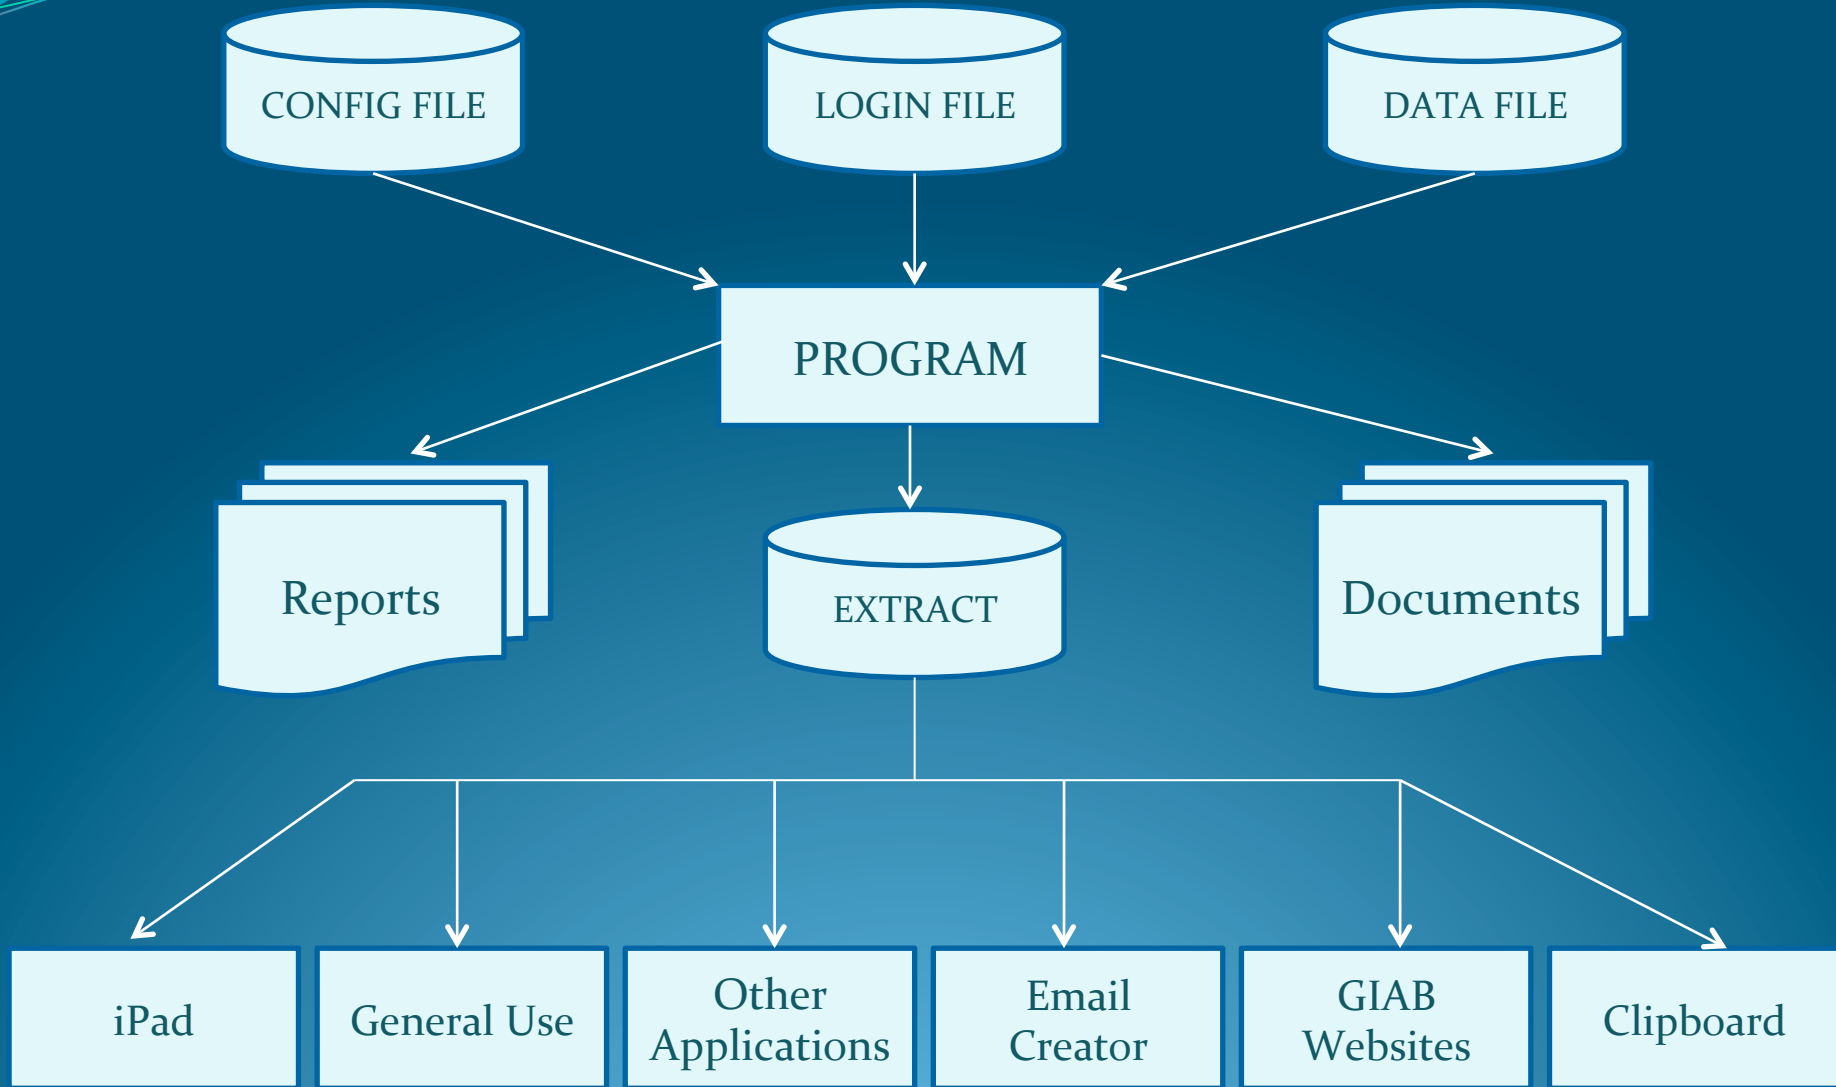 CONFIG FILE
LOGIN FILE
DATA FILE
PROGRAM
Reports
EXTRACT
Documents
iPad
General Use
Other
Applications
Email
Creator
GIAB
Websites
Clipboard